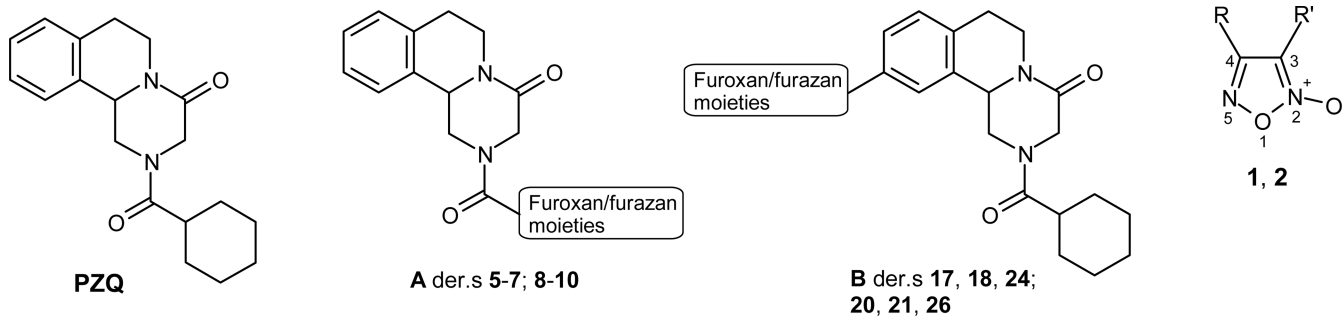 N
O
N
O
PZQ
N
O
N
O
Furoxan/furazan
moieties
A der.s 5-7; 8-10
Furoxan/furazan
moieties
N
O
N
O
B der.s 17, 18, 24;
20, 21, 26
R R'
4 3
N N + O
5 O 2
1
1, 2